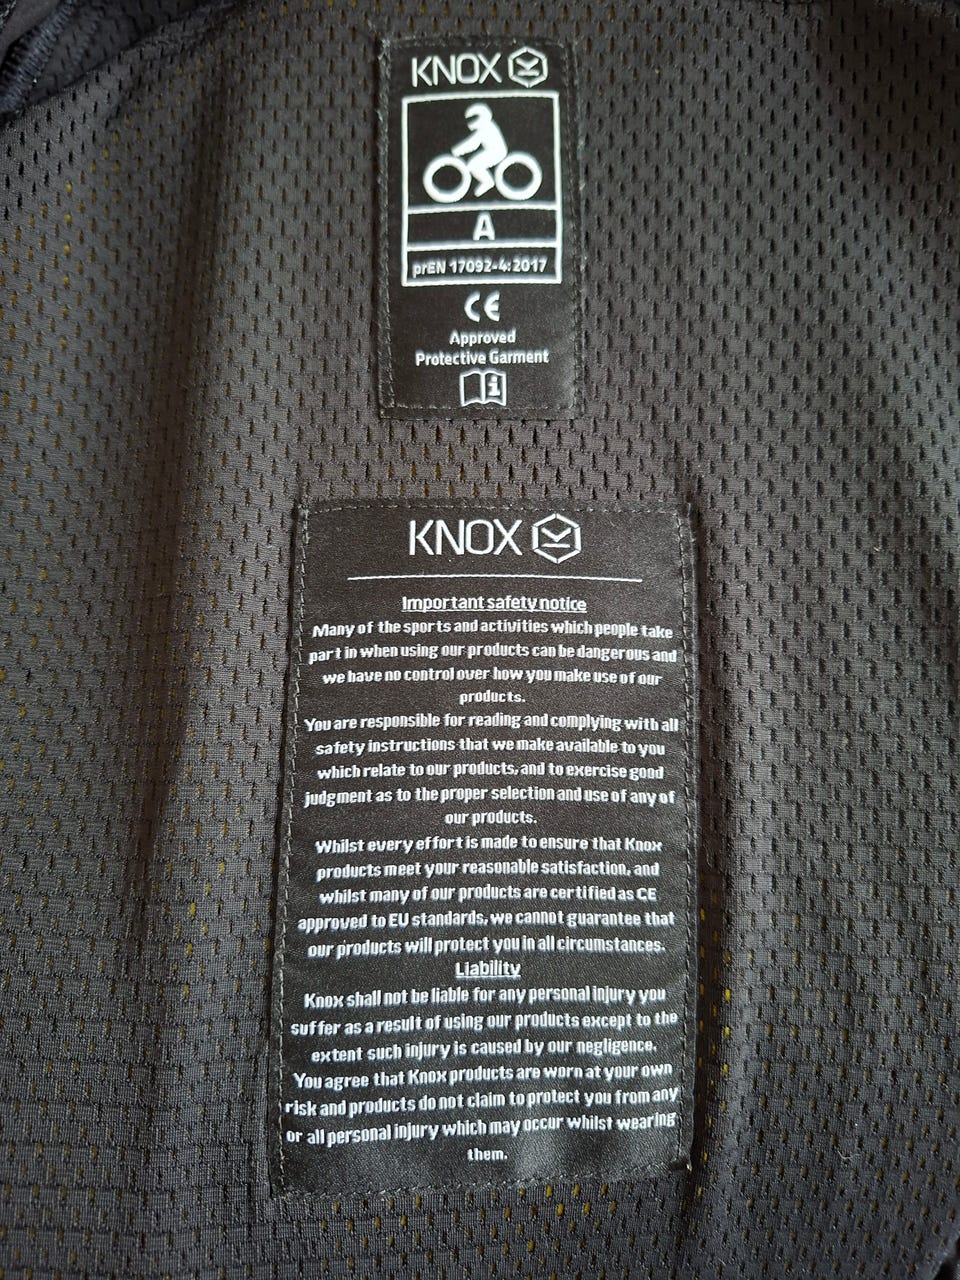 KNOX
A
prEN 17092-4:2017
CE
Approved
Protective Garment
i
KNOX
Important safety notice
Many of the sports and activities which people take
part in when using our products can be dangerous and
we have no control over how you make use of our
products.
You are responsible for reading and complying with all
safety instructions that we make available to you
which relate to our products, and to exercise good
judgment as to the proper selection and use of any of
our products.
Whilst every effort is made to ensure that Knox
products meet your reasonable satisfaction, and
whilst many of our products are certified as CE
approved to EU standards, we cannot guarantee that
our products will protect you in all circumstances.
Liability
Knox shall not be liable for any personal injury you
suffer as a result of using our products except to the
extent such injury is caused by our negligence.
You agree that Knox products are worn at your own
risk and products do not claim to protect you from any
or all personal injury which may occur whilst wearing
them.